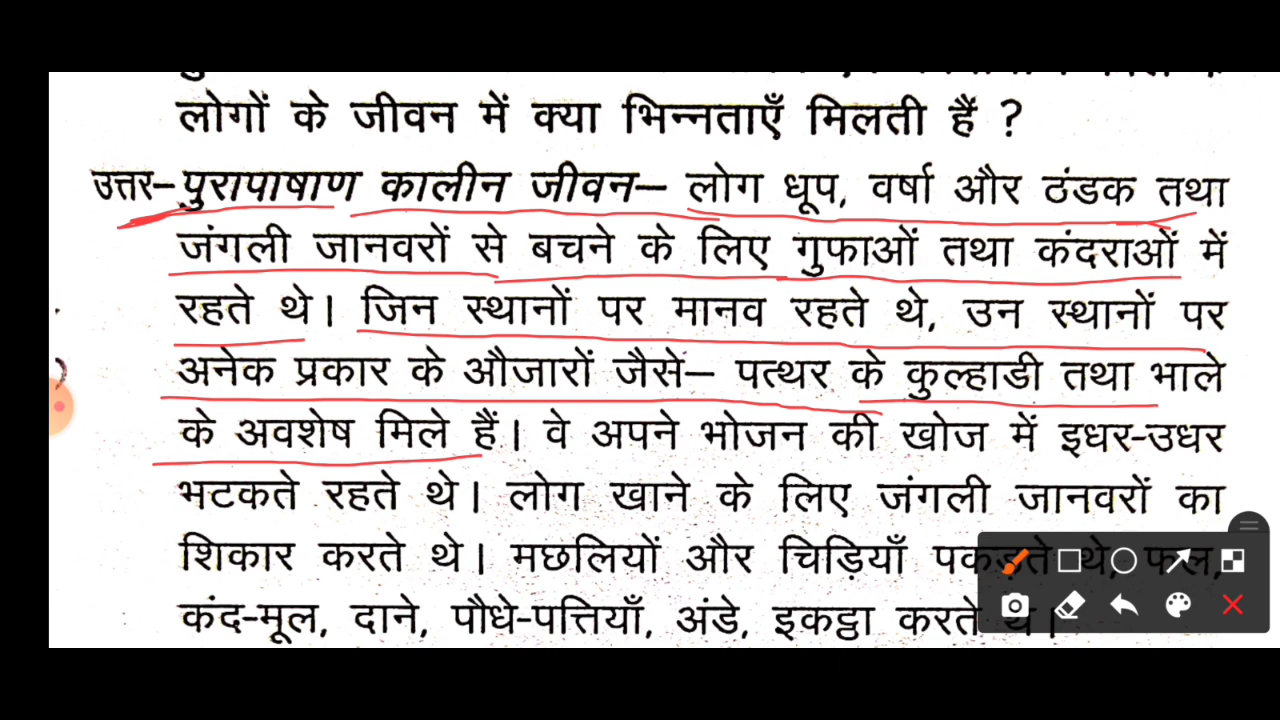 लोगों के जीवन में क्या भिन्नताएँ मिलती हैं ?
उत्तर– पुरापाषाण कालीन जीवन– लोग धूप, वर्षा और ठंडक तथा
जंगली जानवरों से बचने के लिए गुफाओं तथा कंदराओं में
रहते थे। जिन स्थानों पर मानव रहते थे, उन स्थानों पर
अनेक प्रकार के औजारों जैसे– पत्थर के कुल्हाडी तथा भाले
के अवशेष मिले हैं। वे अपने भोजन की खोज में इधर-उधर
भटकते रहते थे। लोग खाने के लिए जंगली जानवरों का
शिकार करते थे। मछलियों और चिड़ियाँ पकड़ते थे, फल,
कंद-मूल, दाने, पौधे-पत्तियाँ, अंडे, इकट्ठा करते थे।